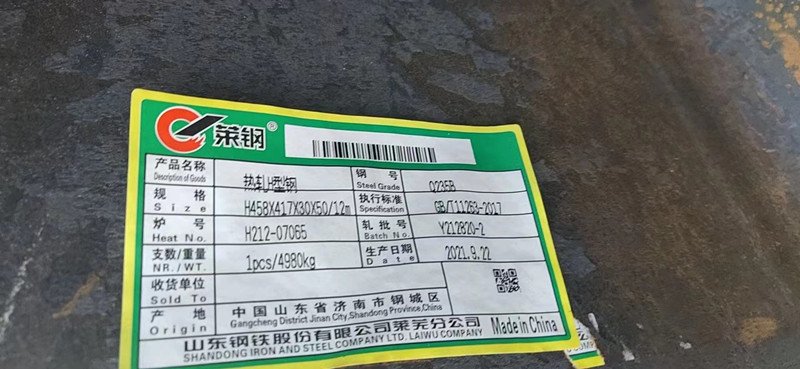 莱钢®
产品名称 热轧H型钢 钢号 Q235B
Description of Goods Steel Grade
规格 H458X417X30X50/12m 执行标准 GB/T11263-2017
Size Specification
炉号 H212-07065 轧批号 Y212820-2
Heat No. Batch No.
支数/重量 1pcs/4980kg 生产日期 2021.9.22
NR./WT. Date
收货单位
Sold To
产地 中国山东省济南市钢城区
Origin Gangcheng District Jinan City,Shandong Province,China
山东钢铁股份有限公司莱芜分公司 Made in China
SHANDONG IRON AND STEEL COMPANY LTD. LAIWU COMPANY